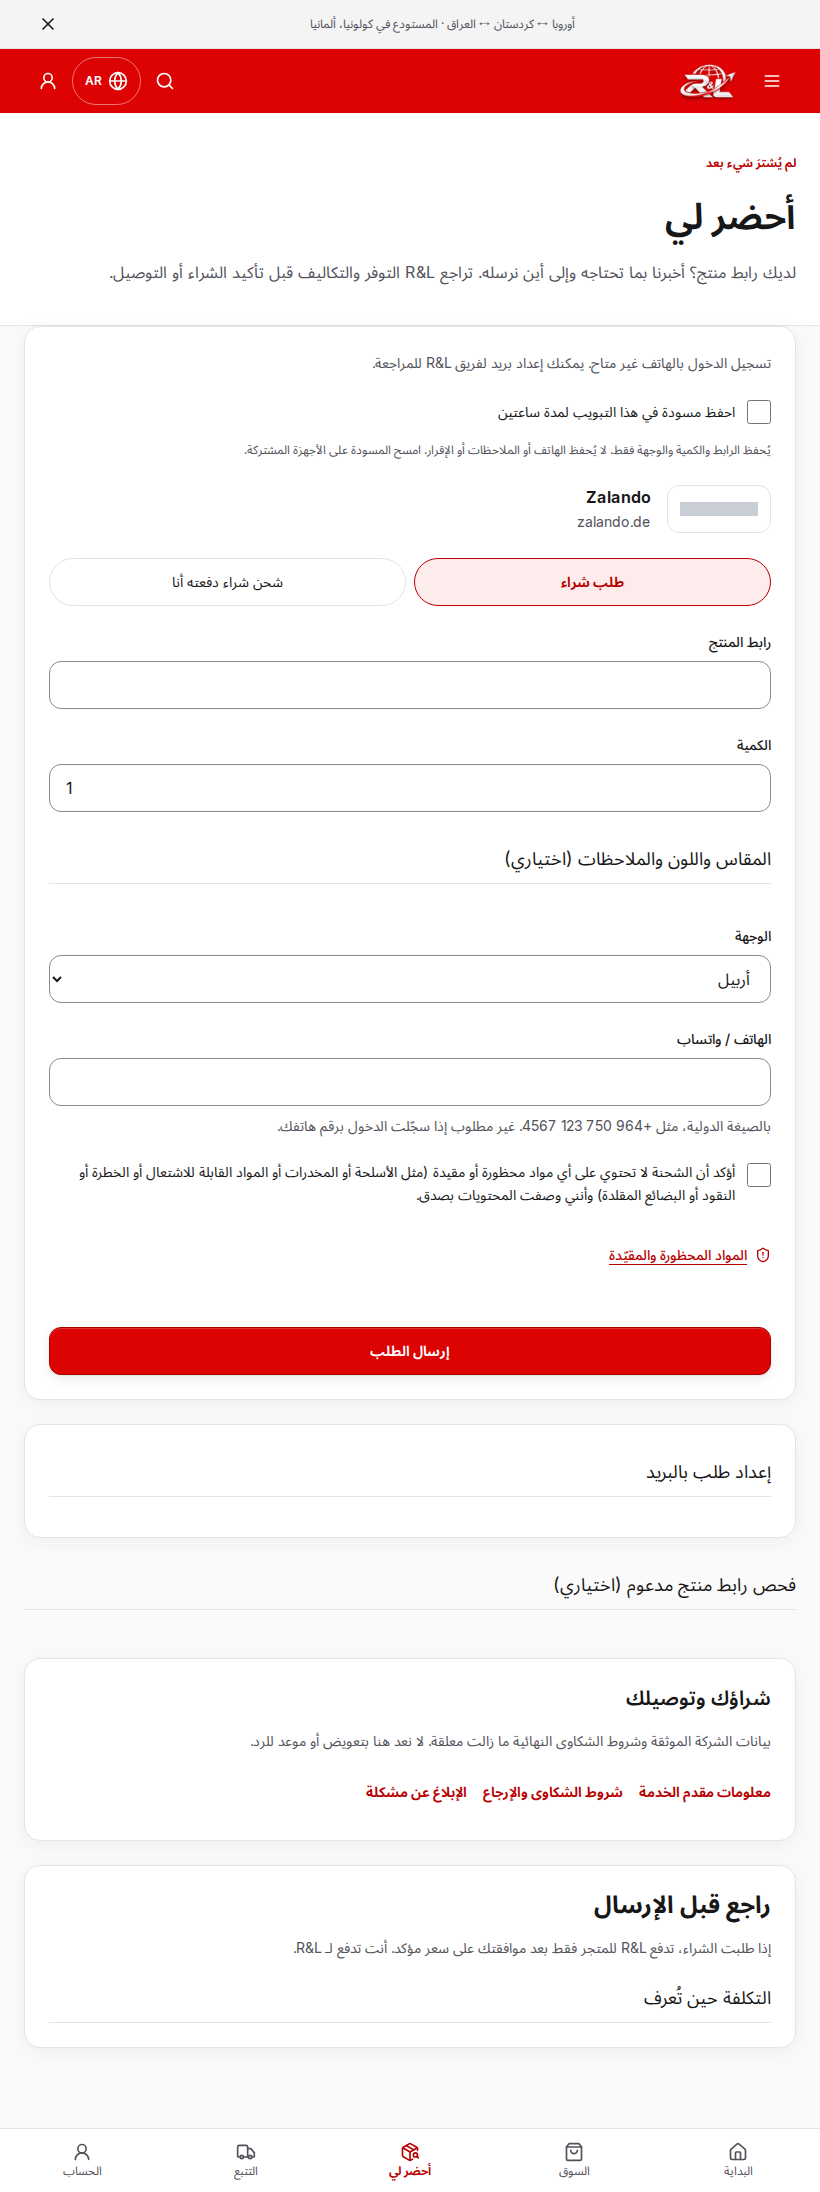 أوروبا ↔ كردستان ↔ العراق · المستودع في كولونيا، ألمانيا
R&L
AR
لم يُشترَ شيء بعد
أحضر لي
لديك رابط منتج؟ أخبرنا بما تحتاجه وإلى أين نرسله. تراجع R&L التوفر والتكاليف قبل تأكيد الشراء أو التوصيل.
تسجيل الدخول بالهاتف غير متاح. يمكنك إعداد بريد لفريق R&L للمراجعة.
احفظ مسودة في هذا التبويب لمدة ساعتين
يُحفظ الرابط والكمية والوجهة فقط. لا يُحفظ الهاتف أو الملاحظات أو الإقرار. امسح المسودة على الأجهزة المشتركة.
Zalando
zalando.de
طلب شراء
شحن شراء دفعته أنا
رابط المنتج
الكمية
1
المقاس واللون والملاحظات (اختياري)
الوجهة
أربيل
الهاتف / واتساب
بالصيغة الدولية، مثل +964 750 123 4567. غير مطلوب إذا سجّلت الدخول برقم هاتفك.
أؤكد أن الشحنة لا تحتوي على أي مواد محظورة أو مقيدة (مثل الأسلحة أو المخدرات أو المواد القابلة للاشتعال أو الخطرة أو
النقود أو البضائع المقلدة) وأنني وصفت المحتويات بصدق.
المواد المحظورة والمقيّدة
إرسال الطلب
إعداد طلب بالبريد
فحص رابط منتج مدعوم (اختياري)
شراؤك وتوصيلك
بيانات الشركة الموثقة وشروط الشكاوى النهائية ما زالت معلقة. لا نعد هنا بتعويض أو موعد للرد.
معلومات مقدم الخدمة
شروط الشكاوى والإرجاع
الإبلاغ عن مشكلة
راجع قبل الإرسال
إذا طلبت الشراء، تدفع R&L للمتجر فقط بعد موافقتك على سعر مؤكد. أنت تدفع لـ R&L.
التكلفة حين تُعرف
البداية
السوق
أحضر لي
التتبع
الحساب